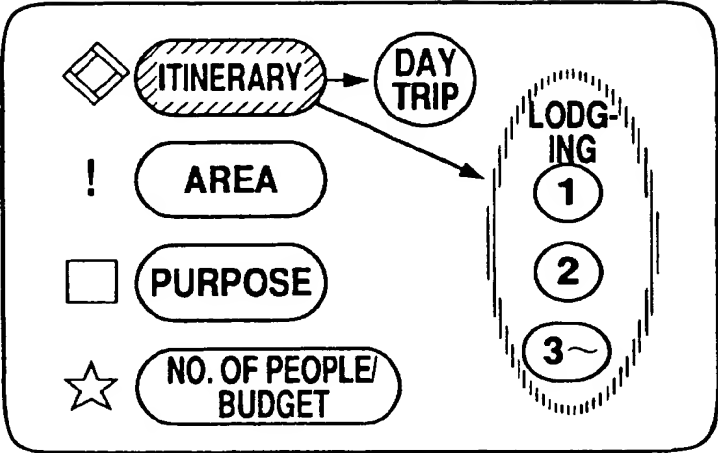 ITINERARY
DAY
TRIP
LODG-
ING
1
2
3~
!
AREA
PURPOSE
NO. OF PEOPLE/
BUDGET